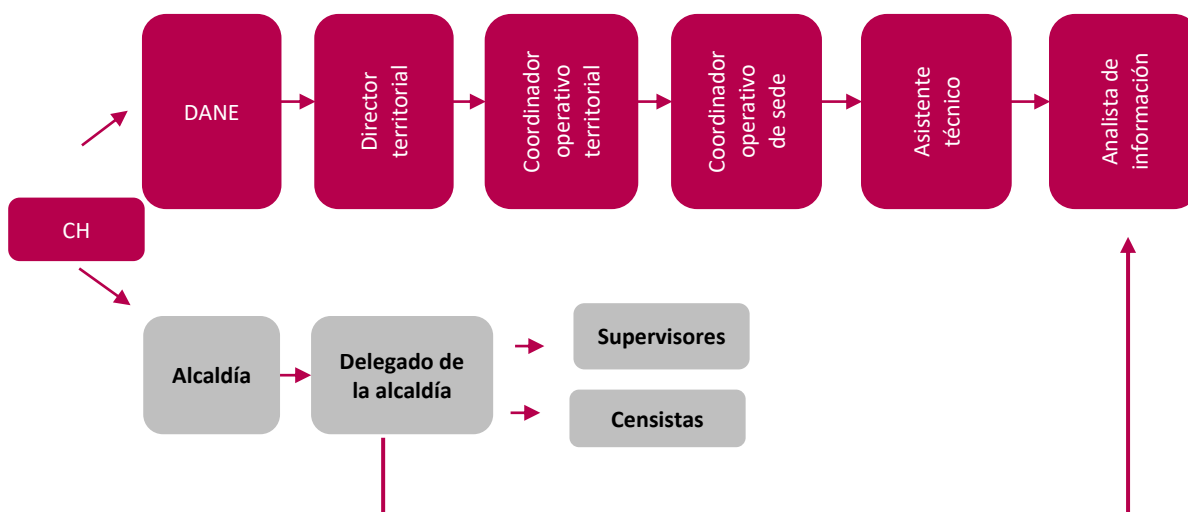 DANE
Director
territorial
Coordinador
operativo
territorial
Coordinador
operativo
de sede
Asistente
técnico
Analista de
información
CH
Alcaldía
Delegado de
la alcaldía
Supervisores
Censistas